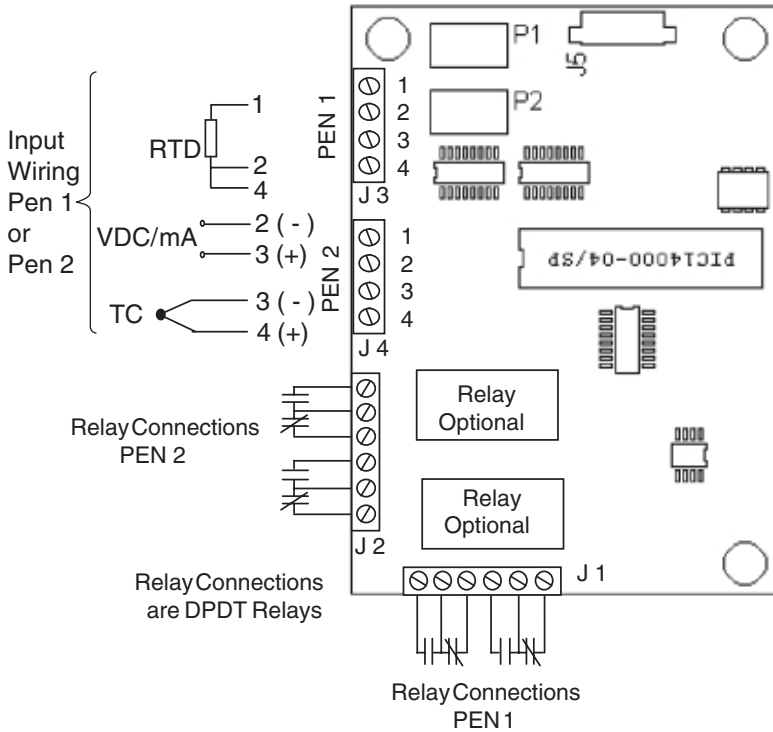 P1
J5
P2
PEN 1
1
2
3
4
J 3
Input
Wiring
Pen 1
or
Pen 2
RTD
1
2
4
VDC/mA
2 ( - )
3 (+)
TC
3 ( - )
4 (+)
PEN 2
1
2
3
4
J 4
PIC14000-04/SP
Relay
Optional
Relay Connections
PEN 2
Relay
Optional
J 2
Relay Connections
are DPDT Relays
J 1
Relay Connections
PEN 1